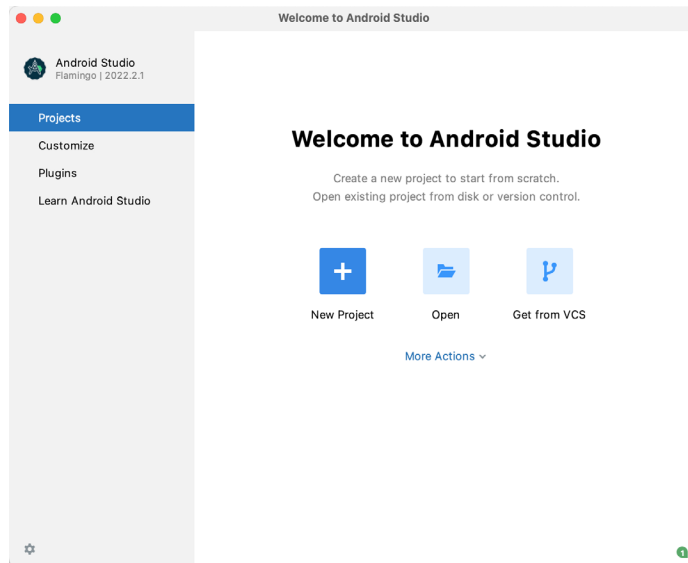 Welcome to Android Studio
Android Studio
Flamingo | 2022.2.1
Projects
Customize
Plugins
Learn Android Studio
Welcome to Android Studio
Create a new project to start from scratch.
Open existing project from disk or version control.
New Project
Open
Get from VCS
More Actions
1